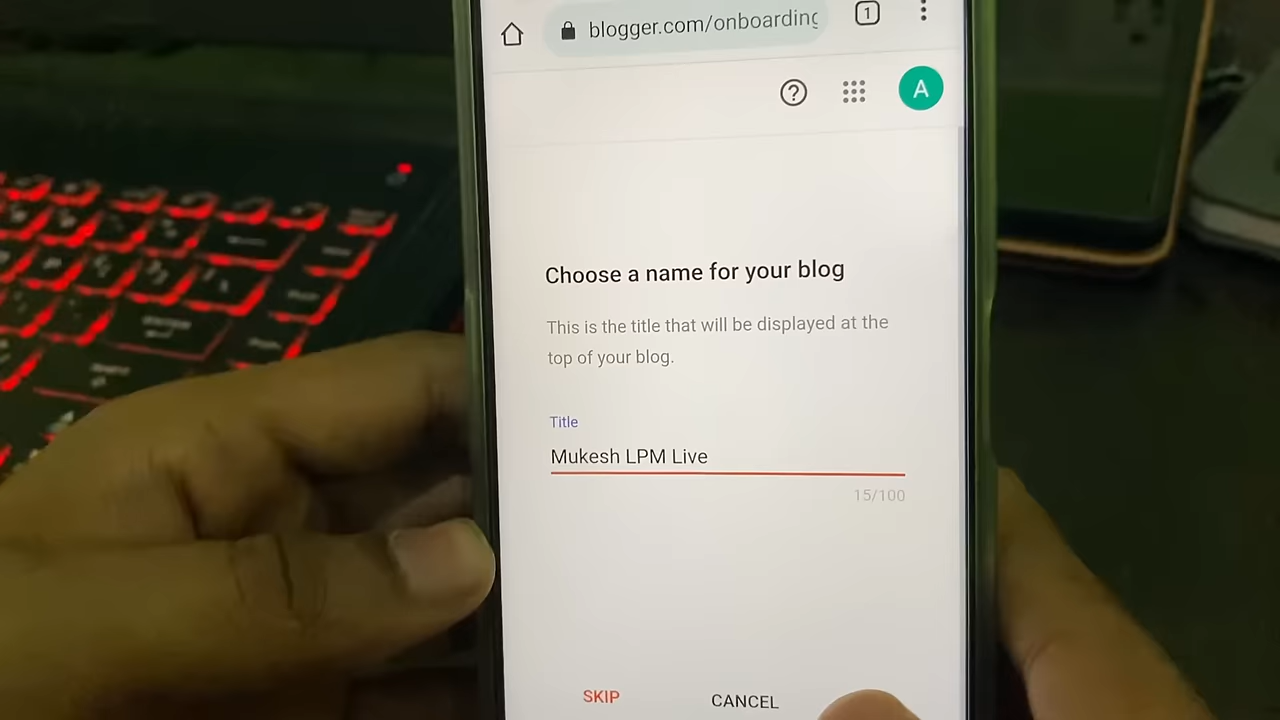 1
blogger.com/onboarding
A
Choose a name for your blog
This is the title that will be displayed at the
top of your blog.
Title
Mukesh LPM Live
15/100
SKIP CANCEL